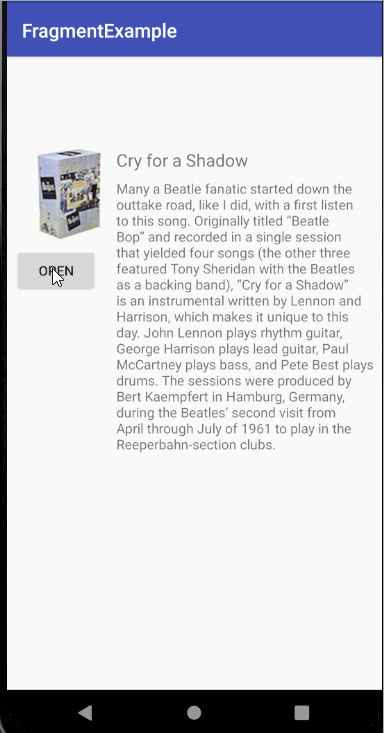 FragmentExample
Cry for a Shadow
OPEN
Many a Beatle fanatic started down the
outtake road, like I did, with a first listen
to this song. Originally titled “Beatle
Bop” and recorded in a single session
that yielded four songs (the other three
featured Tony Sheridan with the Beatles
as a backing band), “Cry for a Shadow”
is an instrumental written by Lennon and
Harrison, which makes it unique to this
day. John Lennon plays rhythm guitar,
George Harrison plays lead guitar, Paul
McCartney plays bass, and Pete Best plays
drums. The sessions were produced by
Bert Kaempfert in Hamburg, Germany,
during the Beatles’ second visit from
April through July of 1961 to play in the
Reeperbahn-section clubs.